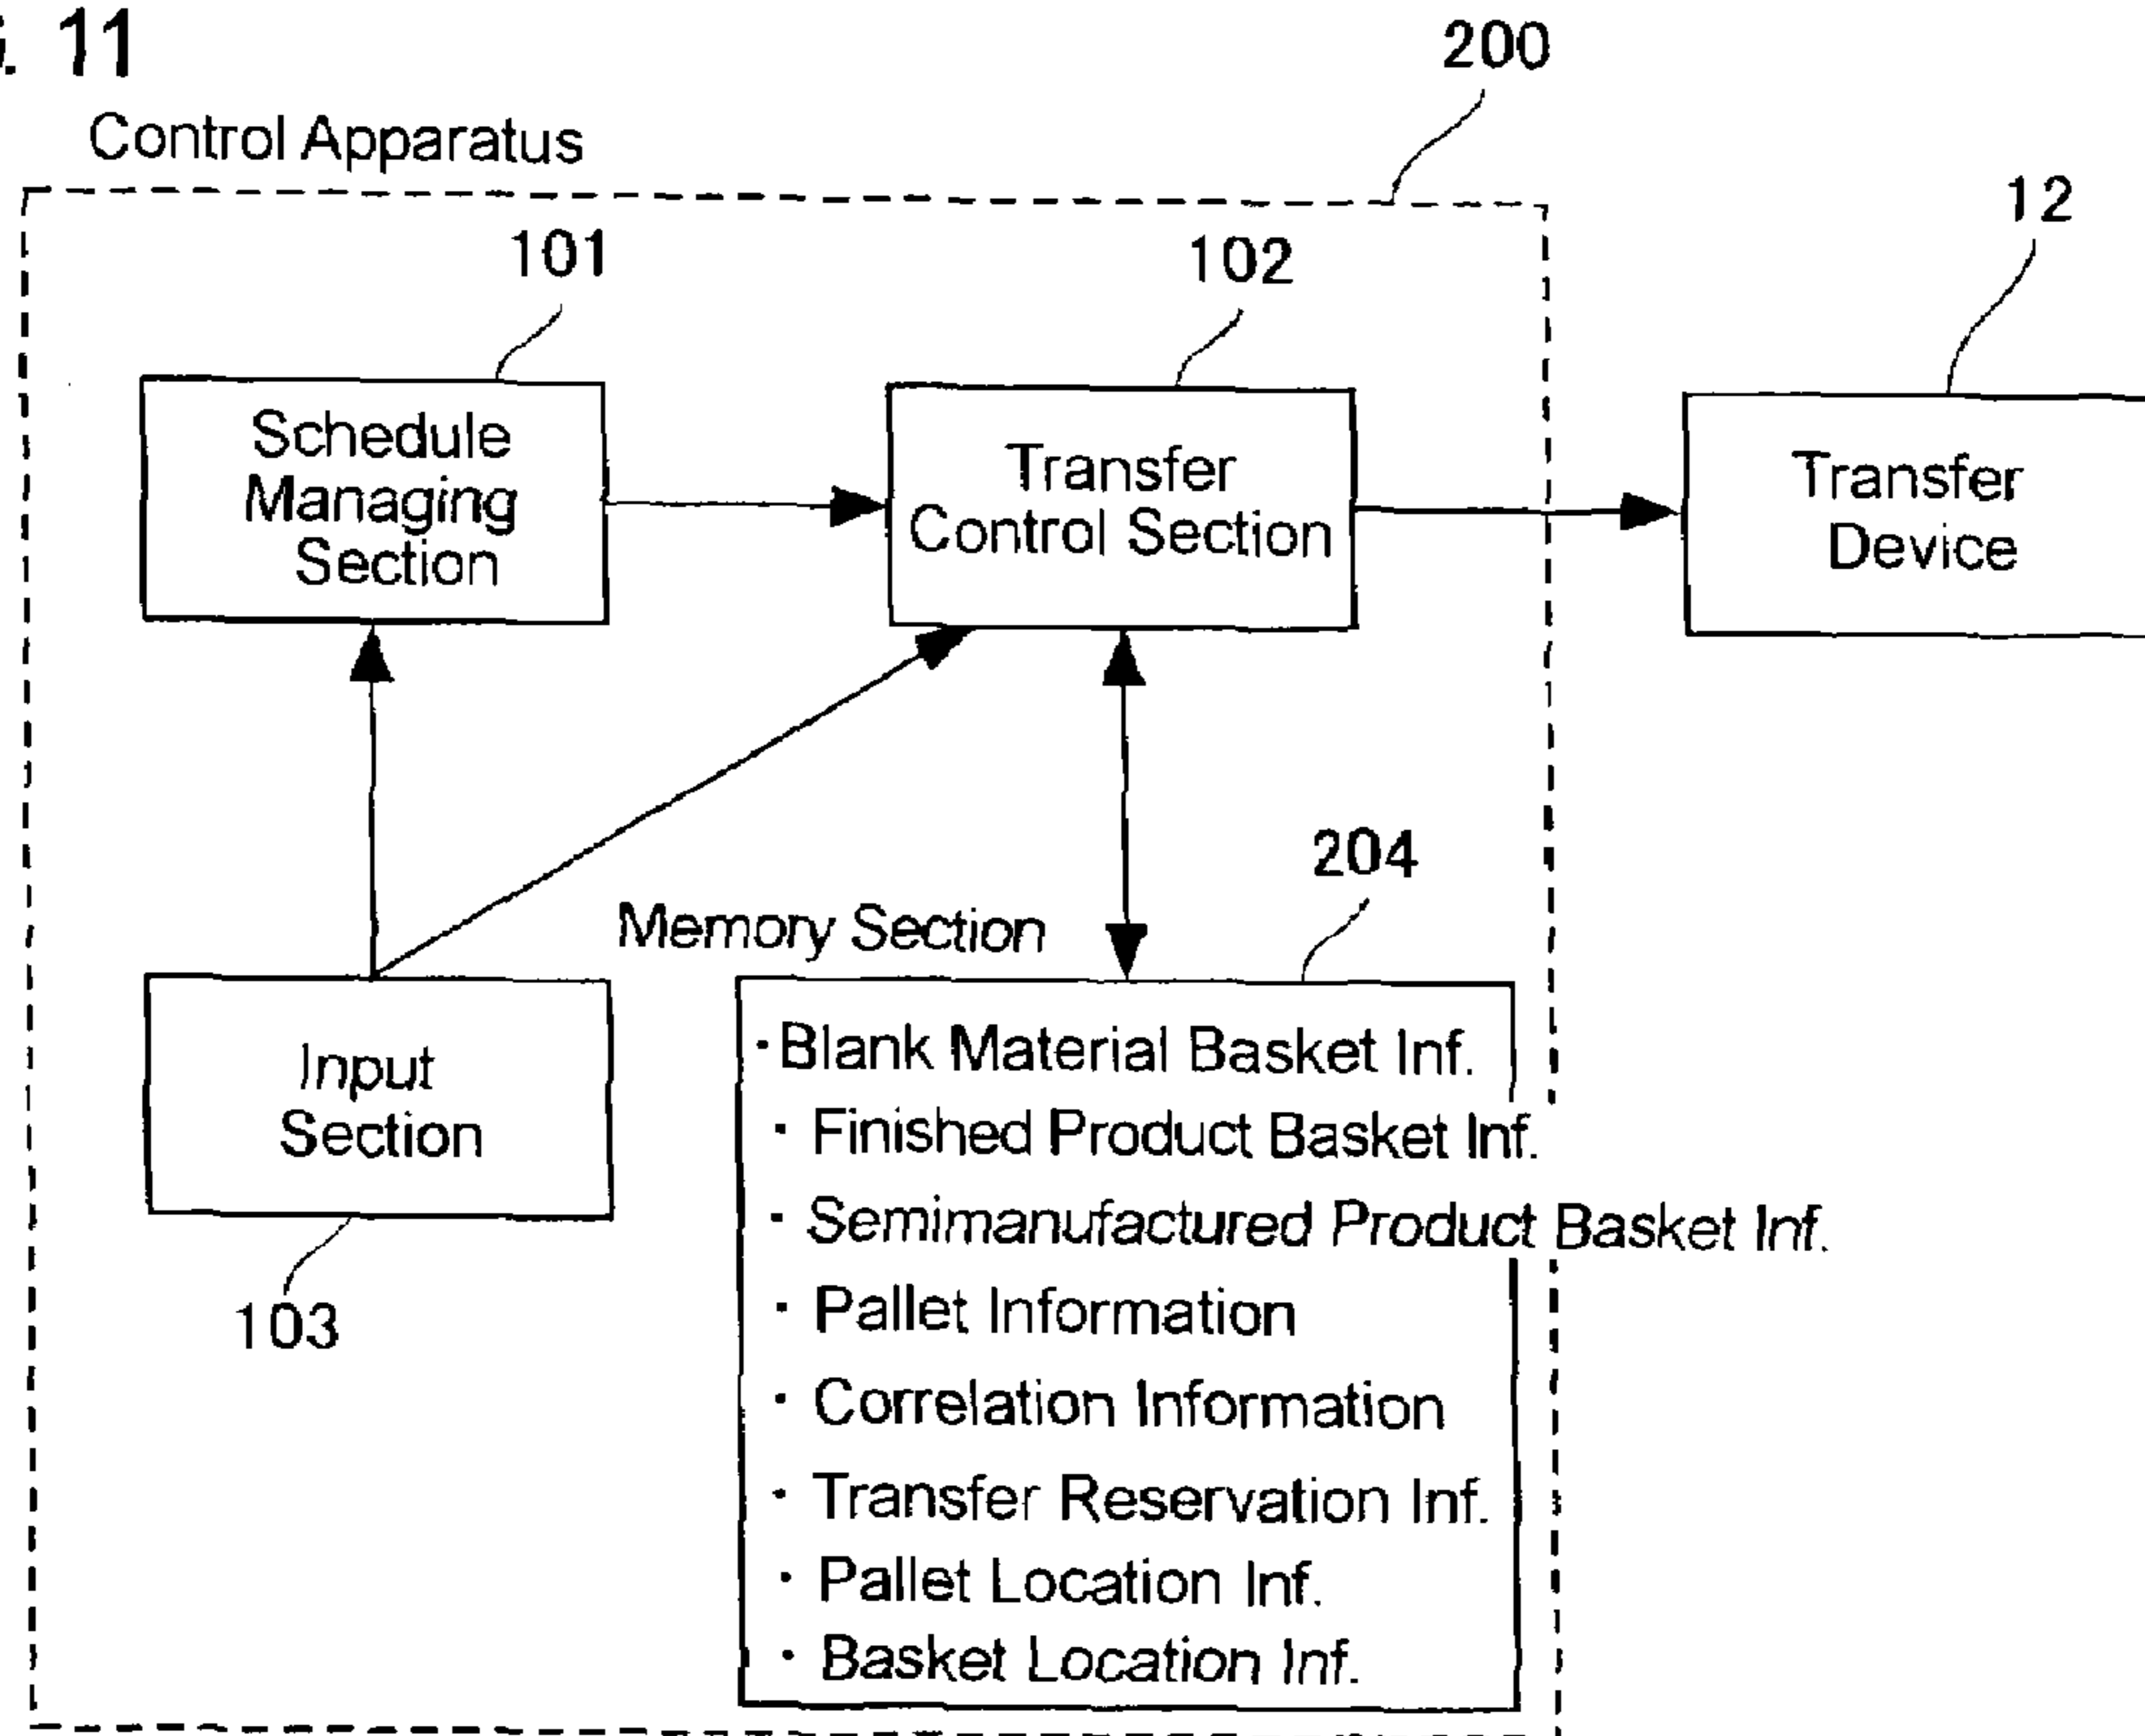 . 11
200
Control Apparatus
12
101
102
Schedule
Managing
Section
Transfer
Control Section
Transfer
Device
204
Memory Section
Input
Section
103
·Blank Material Basket Inf.
· Finished Product Basket Inf.
· Semimanufactured Product Basket Inf.
· Pallet Information
· Correlation Information
· Transfer Reservation Inf.
· Pallet Location Inf.
· Basket Location Inf.